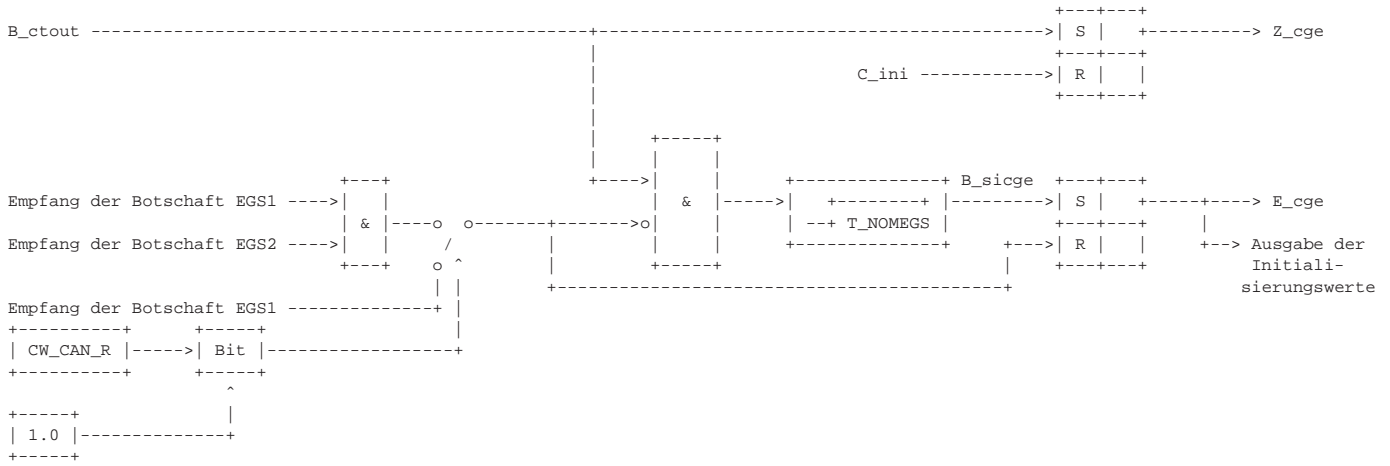 B_ctout S Z_cge
C_ini R
Empfang der Botschaft EGS1 & B_sicge S E_cge
& T_NOMEGS
Empfang der Botschaft EGS2 R Ausgabe der
Initiali-
Empfang der Botschaft EGS1 sierungswerte
CW_CAN_R Bit
1.0